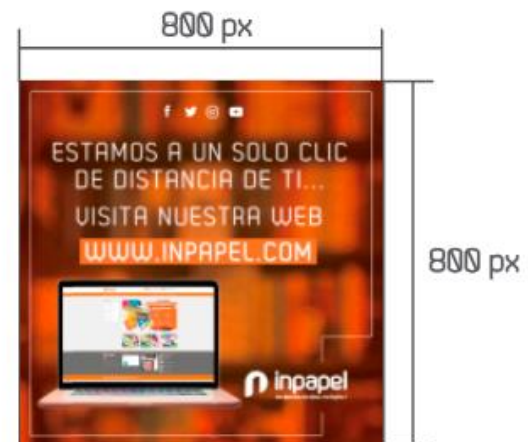 800 px
ESTAMOS A UN SOLO CLIC
DE DISTANCIA DE TI...
VISITA NUESTRA WEB
WWW.INPAPEL.COM
800 px
inpapel